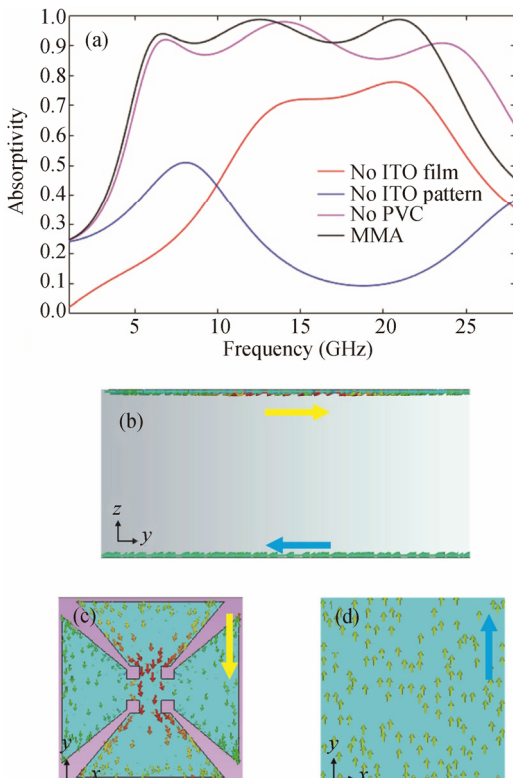 (a)
Absorptivity
1.0
0.9
0.8
0.7
0.6
0.5
0.4
0.3
0.2
0.1
0.0
No ITO film
No ITO pattern
No PVC
MMA
5
10
15
20
25
Frequency (GHz)
(b)
z
y
(c)
y
x
(d)
y
x